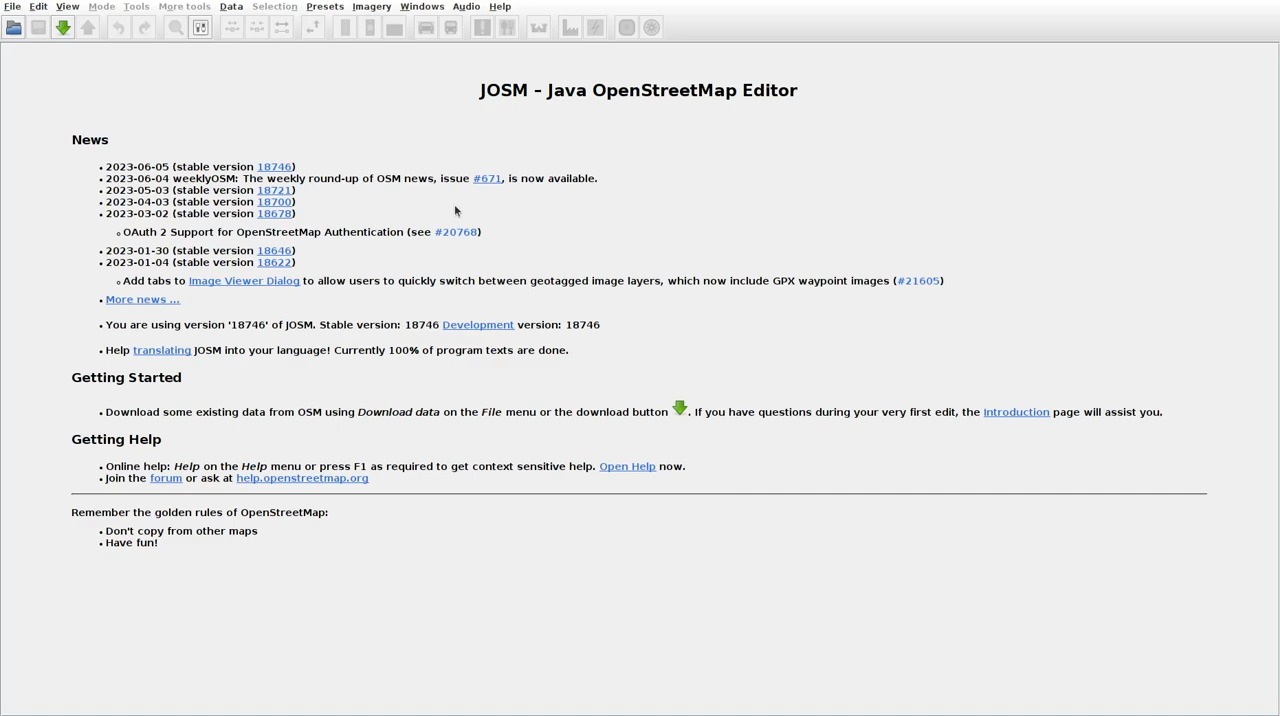 File Edit View Mode Tools More tools Data Selection Presets Imagery Windows Audio Help
JOSM – Java OpenStreetMap Editor
News
2023-06-05 (stable version 18746)
2023-06-04 weeklyOSM: The weekly round-up of OSM news, issue #671, is now available.
2023-05-03 (stable version 18721)
2023-04-03 (stable version 18700)
2023-03-02 (stable version 18678)
OAuth 2 Support for OpenStreetMap Authentication (see #20768)
2023-01-30 (stable version 18646)
2023-01-04 (stable version 18622)
Add tabs to Image Viewer Dialog to allow users to quickly switch between geotagged image layers, which now include GPX waypoint images (#21605)
More news ...
You are using version '18746' of JOSM. Stable version: 18746 Development version: 18746
Help translating JOSM into your language! Currently 100% of program texts are done.
Getting Started
Download some existing data from OSM using Download data on the File menu or the download button . If you have questions during your very first edit, the Introduction page will assist you.
Getting Help
Online help: Help on the Help menu or press F1 as required to get context sensitive help. Open Help now.
Join the forum or ask at help.openstreetmap.org
Remember the golden rules of OpenStreetMap:
Don't copy from other maps
Have fun!